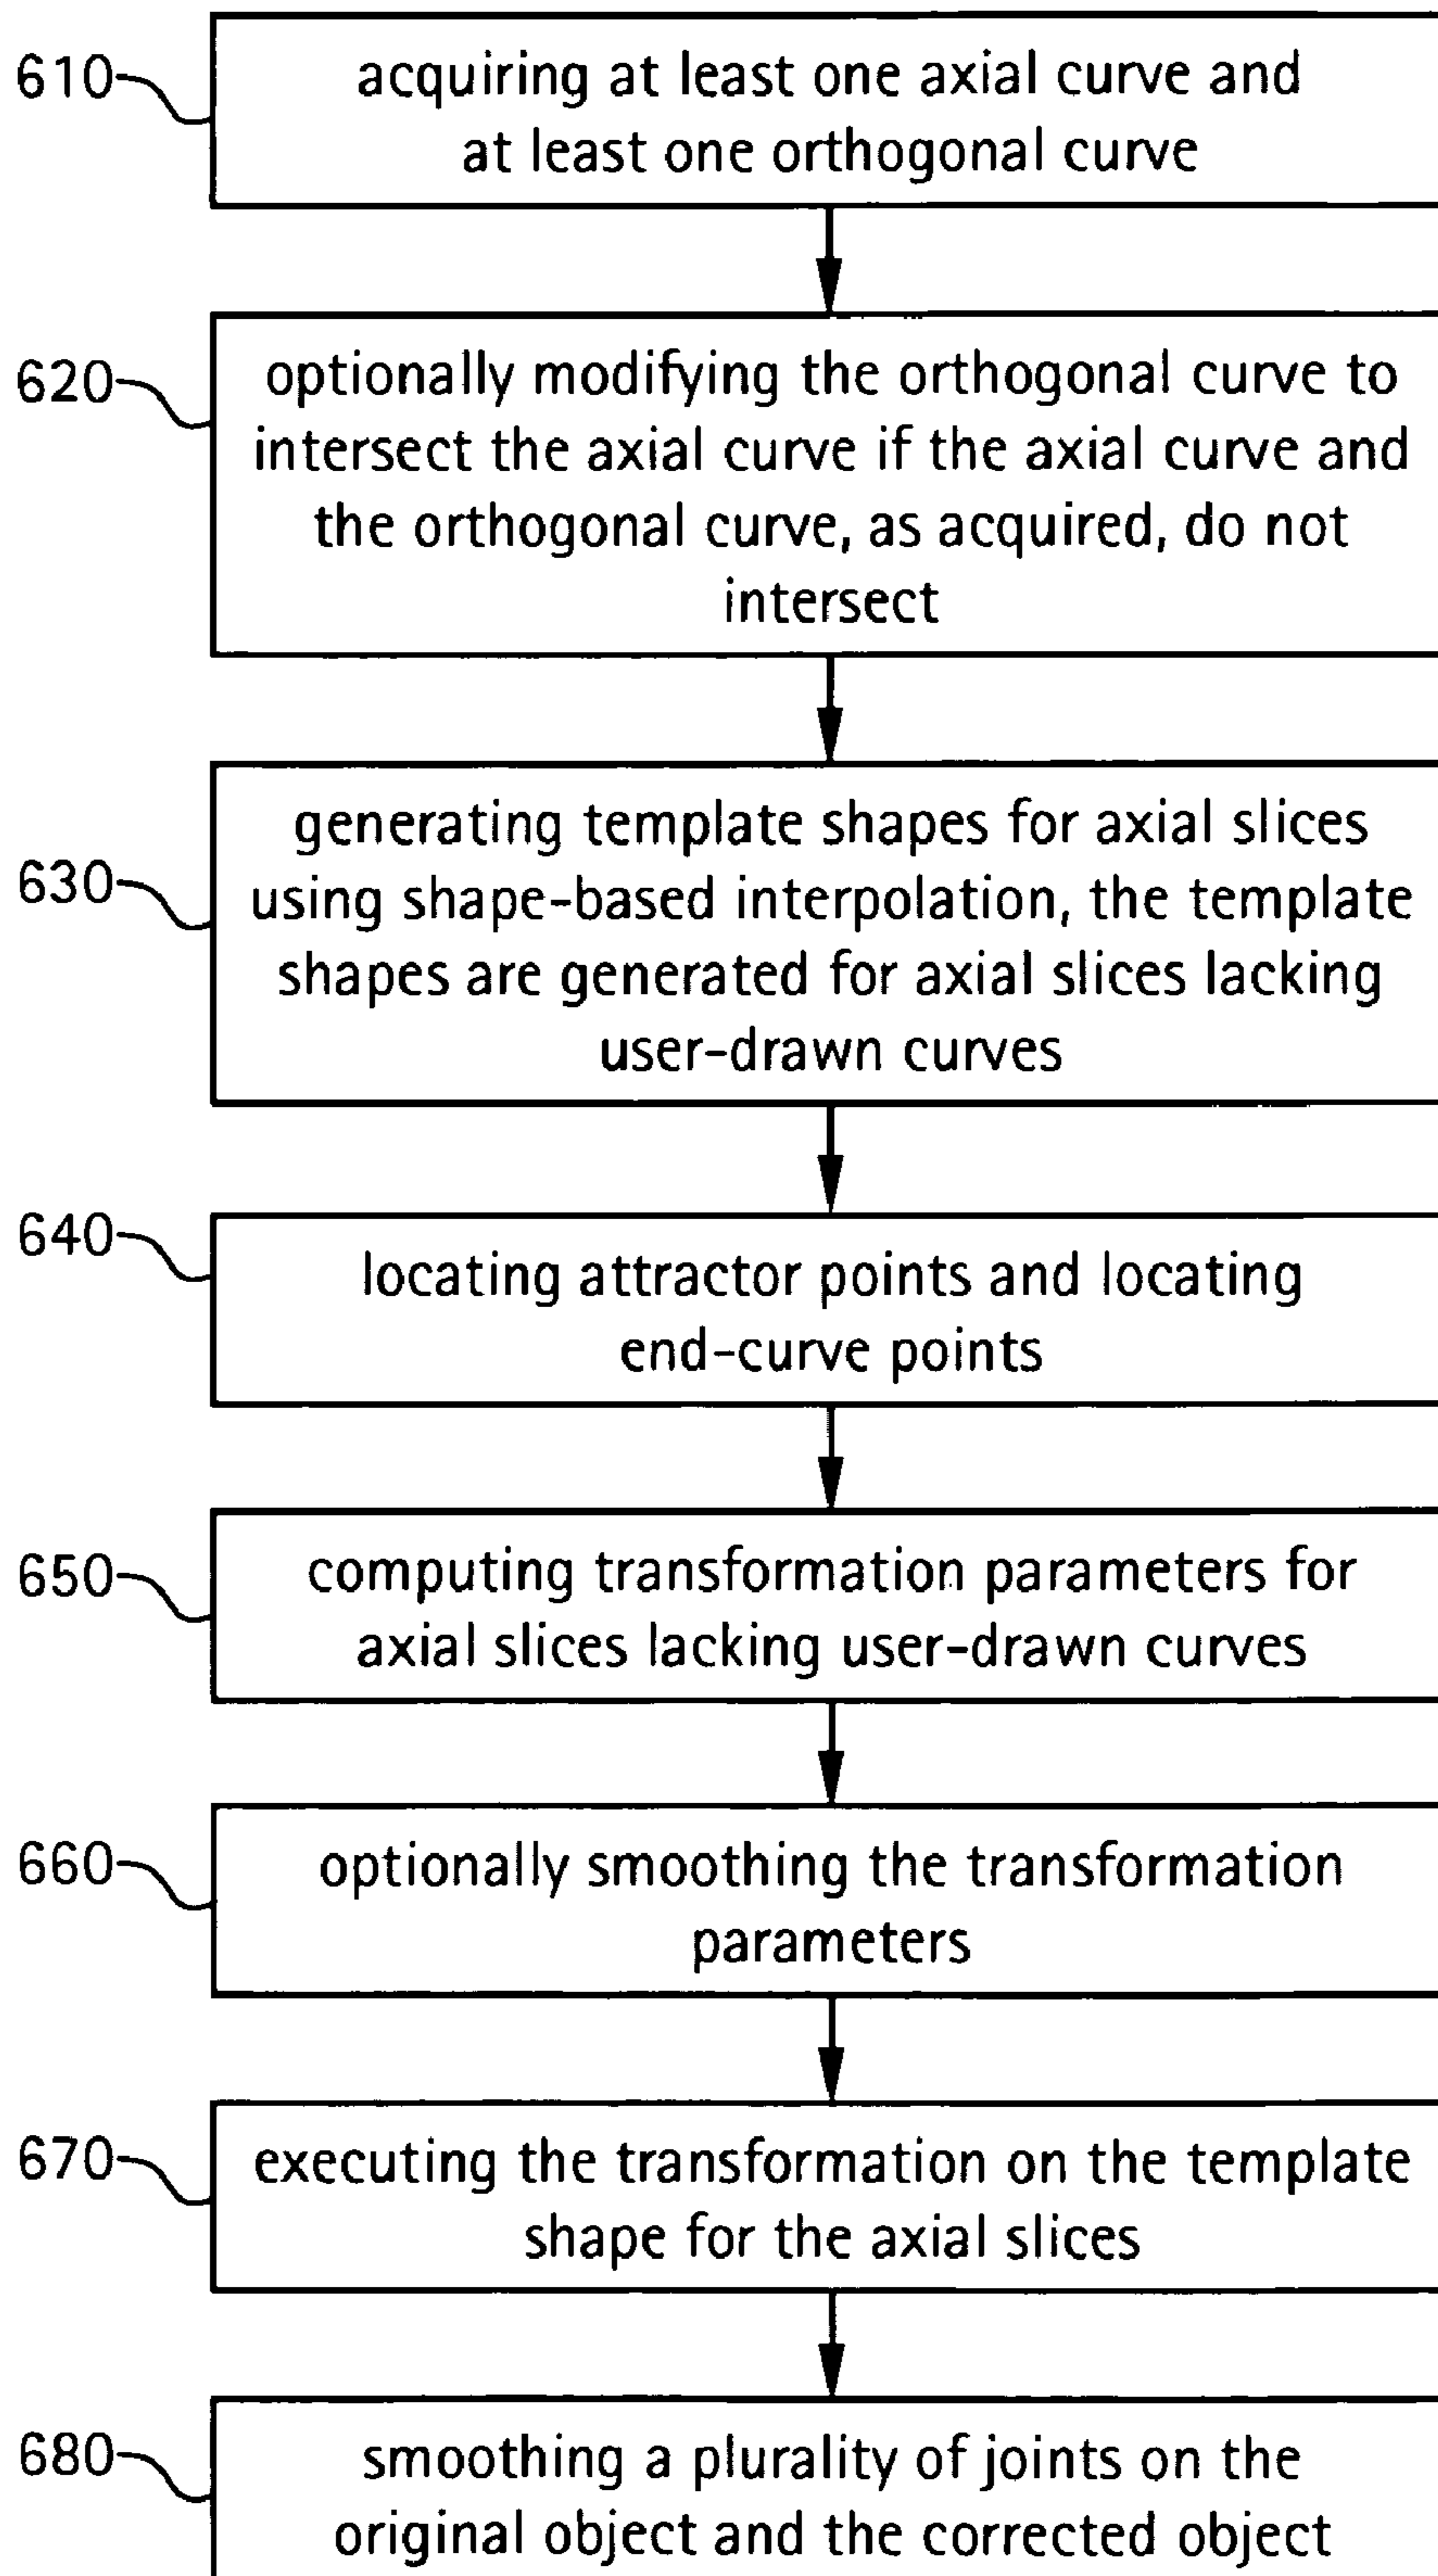 610
acquiring at least one axial curve and
at least one orthogonal curve
620
optionally modifying the orthogonal curve to
intersect the axial curve if the axial curve and
the orthogonal curve, as acquired, do not
intersect
630
generating template shapes for axial slices
using shape-based interpolation, the template
shapes are generated for axial slices lacking
user-drawn curves
640
locating attractor points and locating
end-curve points
650
computing transformation parameters for
axial slices lacking user-drawn curves
660
optionally smoothing the transformation
parameters
670
executing the transformation on the template
shape for the axial slices
680
smoothing a plurality of joints on the
original object and the corrected object